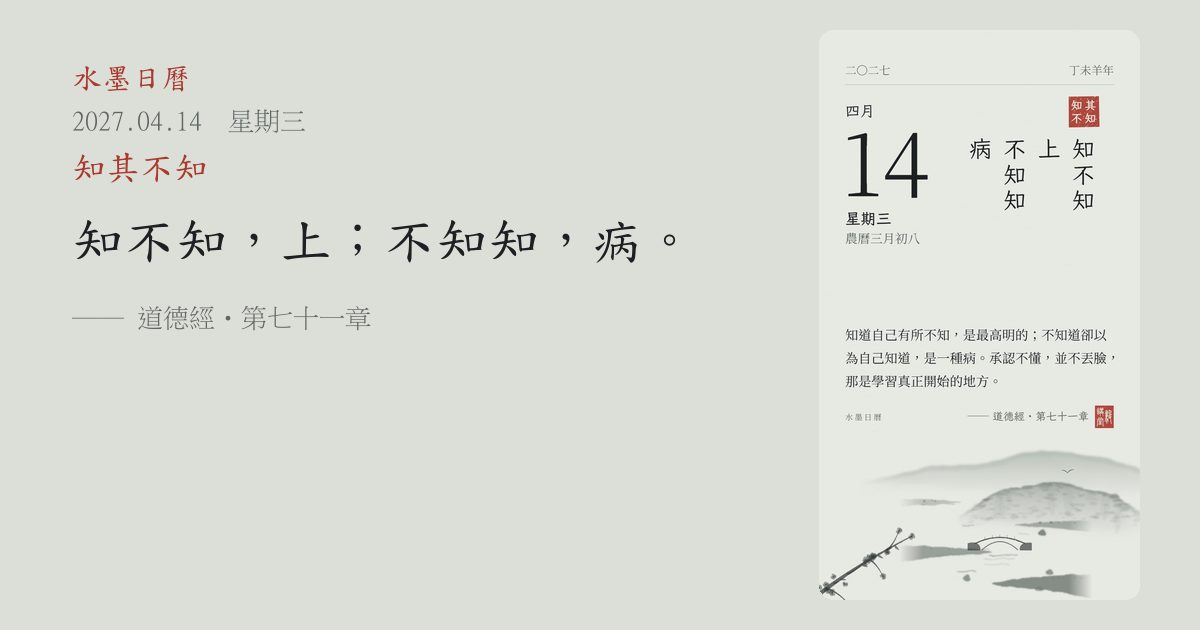 水墨日曆
2027.04.14 星期三
知其不知
知不知，上；不知知，病。
—— 道德經・第七十一章
二〇二七
丁未羊年
四月
14
星期三
農曆三月初八
其知
知不
知不知
上
不知知
病
知道自己有所不知，是最高明的；不知道卻以
為自己知道，是一種病。承認不懂，並不丟臉，
那是學習真正開始的地方。
水墨日曆
—— 道德經・第七十一章